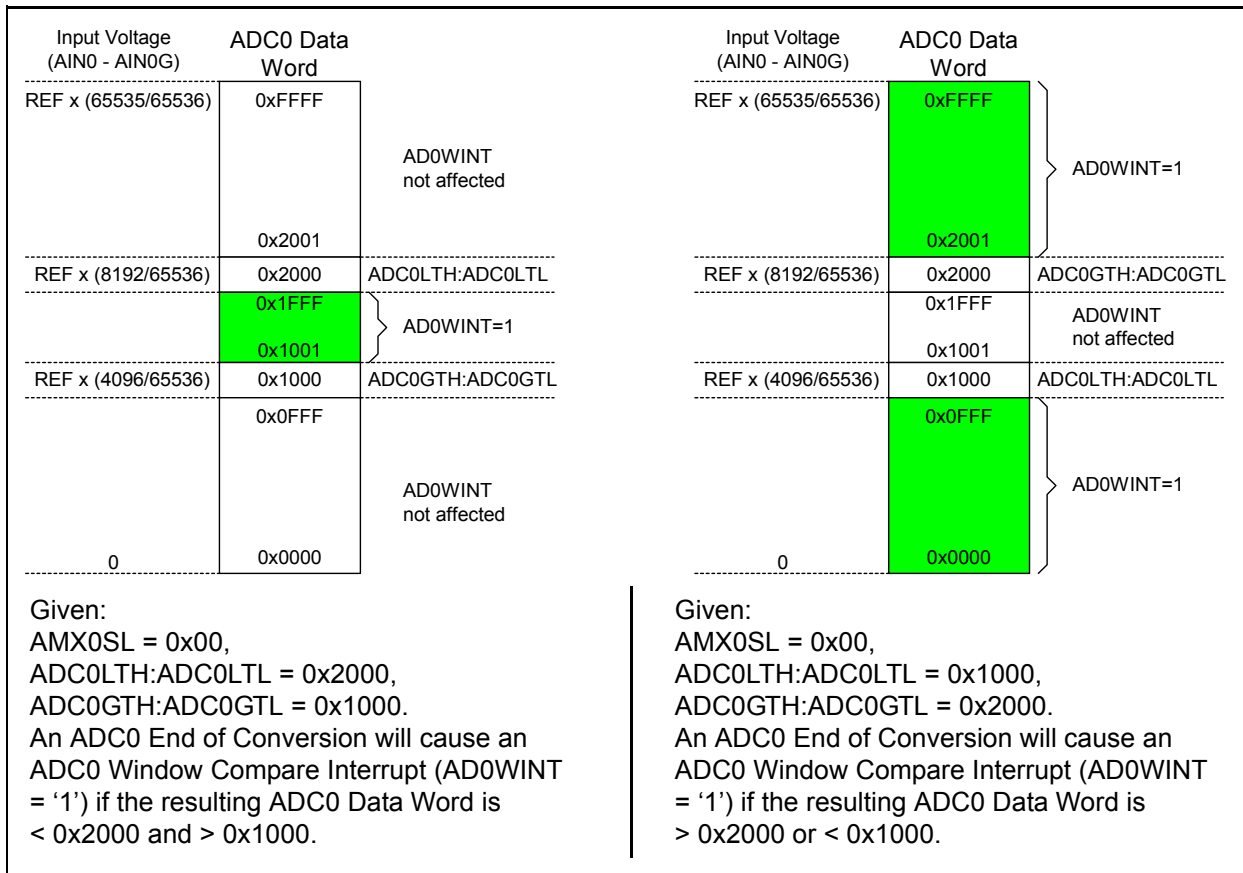 Input Voltage
(AIN0 - AIN0G)
ADC0 Data
Word
REF x (65535/65536)
0xFFFF
AD0WINT
not affected
0x2001
REF x (8192/65536)
0x2000
ADC0LTH:ADC0LTL
0x1FFF
AD0WINT=1
0x1001
REF x (4096/65536)
0x1000
ADC0GTH:ADC0GTL
0x0FFF
AD0WINT
not affected
0
0x0000
Given:
AMX0SL = 0x00,
ADC0LTH:ADC0LTL = 0x2000,
ADC0GTH:ADC0GTL = 0x1000.
An ADC0 End of Conversion will cause an
ADC0 Window Compare Interrupt (AD0WINT
= ‘1’) if the resulting ADC0 Data Word is
< 0x2000 and > 0x1000.
Input Voltage
(AIN0 - AIN0G)
ADC0 Data
Word
REF x (65535/65536)
0xFFFF
AD0WINT=1
0x2001
REF x (8192/65536)
0x2000
ADC0GTH:ADC0GTL
0x1FFF
AD0WINT
not affected
0x1001
REF x (4096/65536)
0x1000
ADC0LTH:ADC0LTL
0x0FFF
AD0WINT=1
0
0x0000
Given:
AMX0SL = 0x00,
ADC0LTH:ADC0LTL = 0x1000,
ADC0GTH:ADC0GTL = 0x2000.
An ADC0 End of Conversion will cause an
ADC0 Window Compare Interrupt (AD0WINT
= ‘1’) if the resulting ADC0 Data Word is
> 0x2000 or < 0x1000.